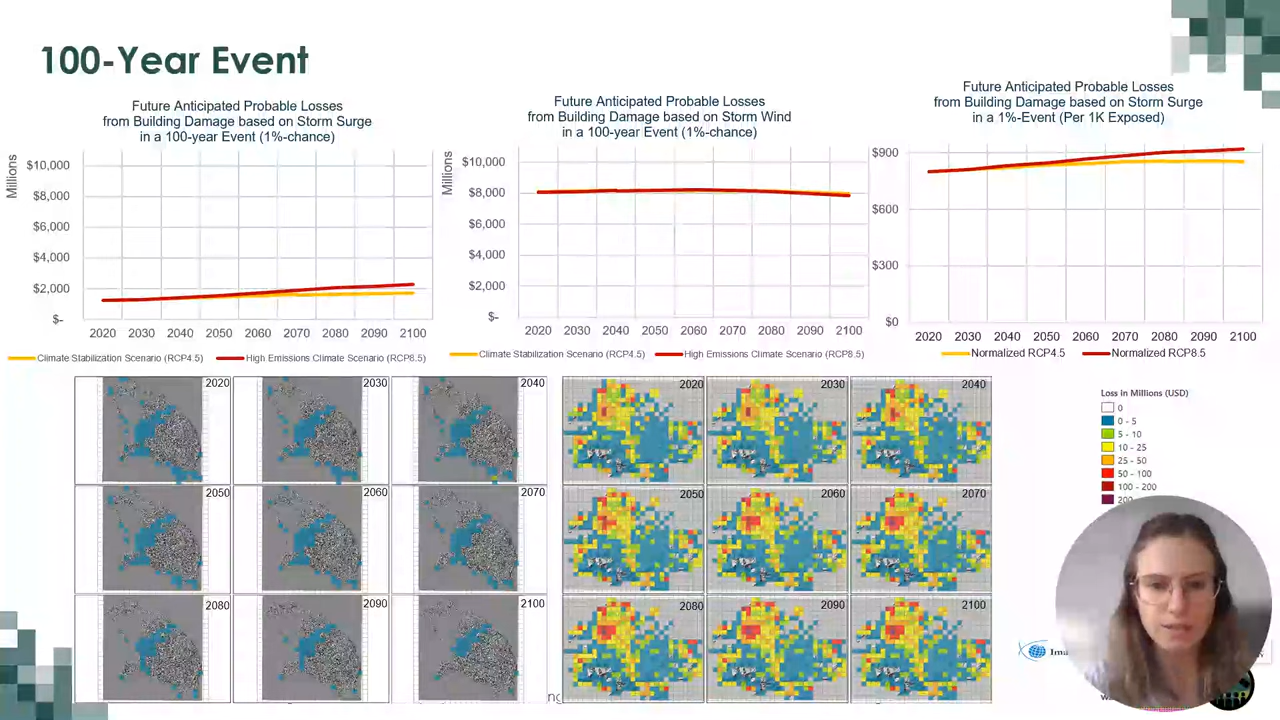 100-Year Event
Future Anticipated Probable Losses
from Building Damage based on Storm Surge
in a 100-year Event (1%-chance)
Millions
$10,000
$8,000
$6,000
$4,000
$2,000
$-
2020 2030 2040 2050 2060 2070 2080 2090 2100
Climate Stabilization Scenario (RCP4.5) High Emissions Climate Scenario (RCP8.5)
Future Anticipated Probable Losses
from Building Damage based on Storm Wind
in a 100-year Event (1%-chance)
Millions
$10,000
$8,000
$6,000
$4,000
$2,000
$-
2020 2030 2040 2050 2060 2070 2080 2090 2100
Climate Stabilization Scenario (RCP4.5) High Emissions Climate Scenario (RCP8.5)
Future Anticipated Probable Losses
from Building Damage based on Storm Surge
in a 1%-Event (Per 1K Exposed)
$900
$600
$300
$0
2020 2030 2040 2050 2060 2070 2080 2090 2100
Normalized RCP4.5 Normalized RCP8.5
2020 2030 2040
2050 2060 2070
2080 2090 2100
2020 2030 2040
2050 2060 2070
2080 2090 2100
Loss in Millions (USD)
0
0 - 5
5 - 10
10 - 25
25 - 50
50 - 100
100 - 200
200